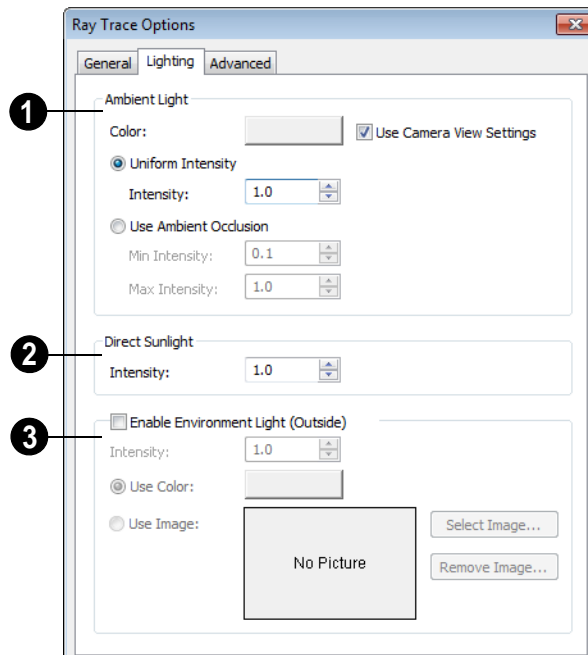 Ray Trace Options
General Lighting Advanced
1
Ambient Light
Color: Use Camera View Settings
Uniform Intensity
Intensity: 1.0
Use Ambient Occlusion
Min Intensity: 0.1
Max Intensity: 1.0
2
Direct Sunlight
Intensity: 1.0
3
Enable Environment Light (Outside)
Intensity: 1.0
Use Color:
Use Image: Select Image...
No Picture
Remove Image...